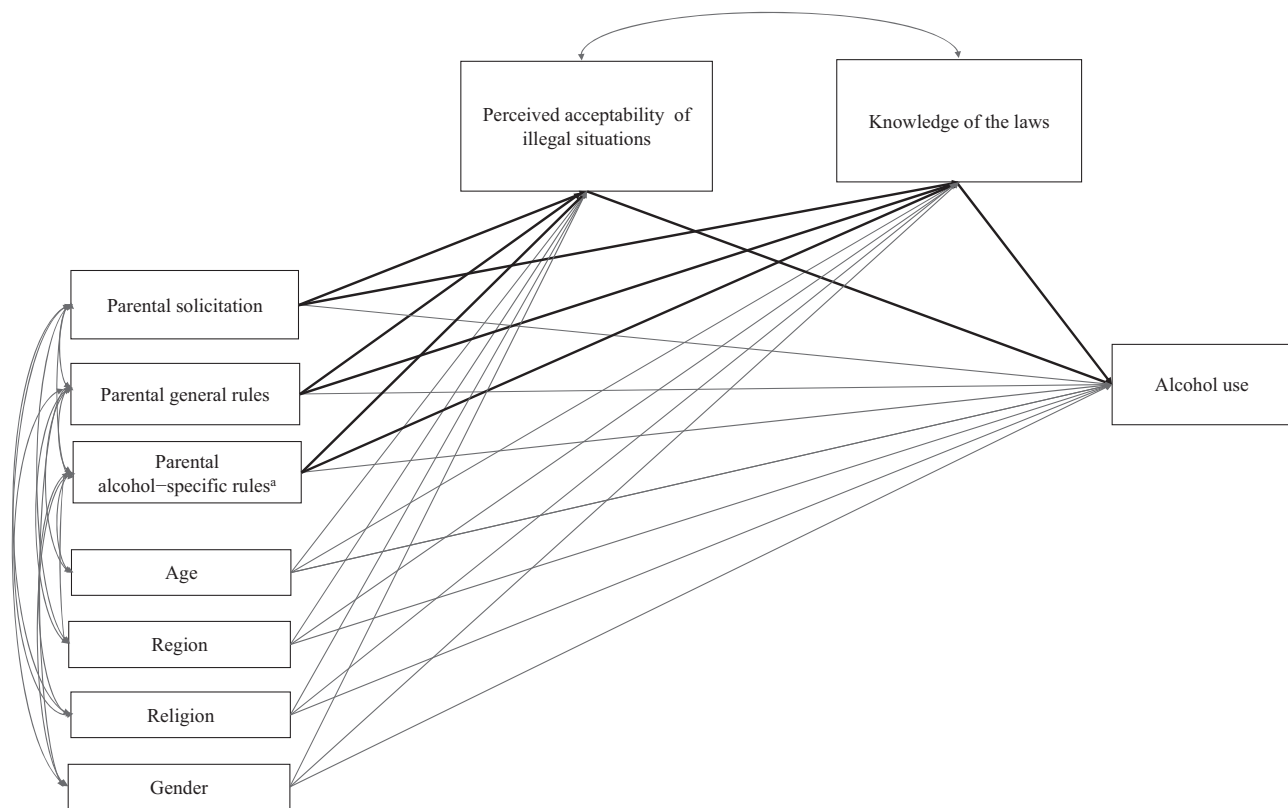 Perceived acceptability of
illegal situations
Knowledge of the laws
Parental solicitation
Parental general rules
Parental
alcohol−specific rulesᵃ
Age
Region
Religion
Gender
Alcohol use